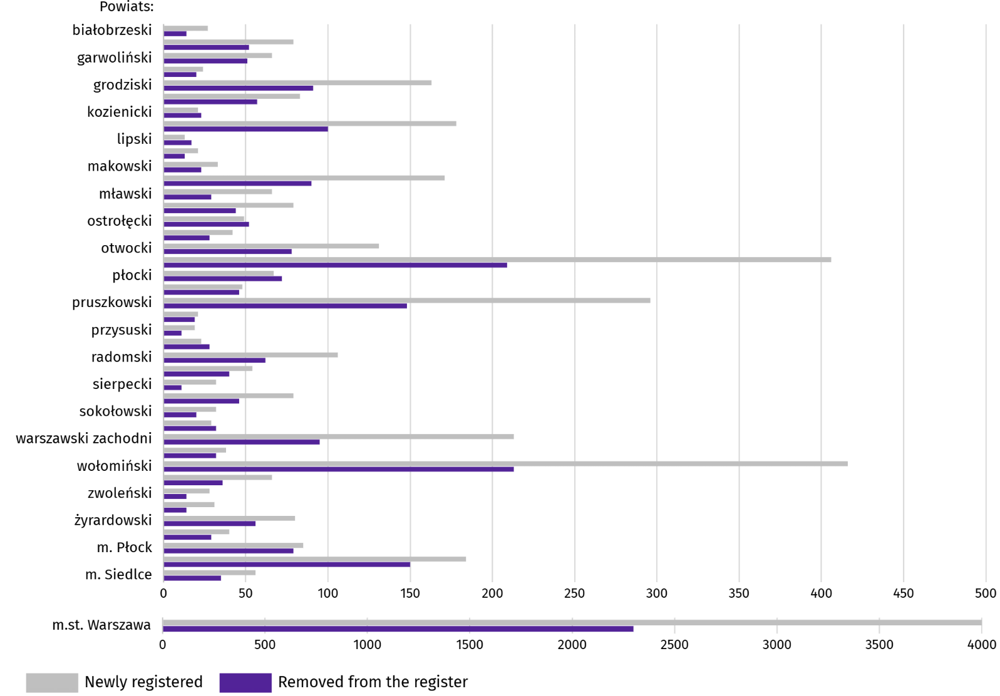 Powiats:
białobrzeski
garwoliński
grodziski
kozienicki
lipski
makowski
mławski
ostrołęcki
otwocki
płocki
pruszkowski
przysuski
radomski
sierpecki
sokołowski
warszawski zachodni
wołomiński
zwoleński
żyrardowski
m. Płock
m. Siedlce
0 50 100 150 200 250 300 350 400 450 500
m.st. Warszawa
0 500 1000 1500 2000 2500 3000 3500 4000
Newly registered Removed from the register